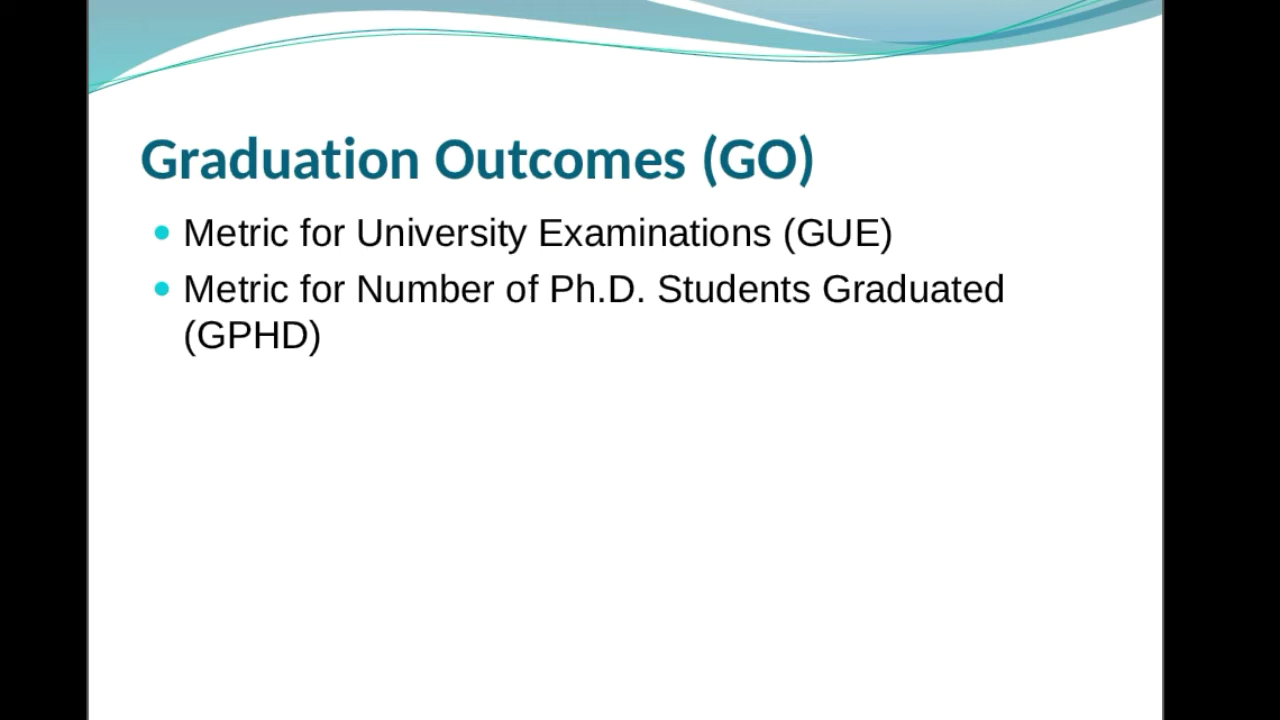 Graduation Outcomes (GO)
• Metric for University Examinations (GUE)
• Metric for Number of Ph.D. Students Graduated
(GPHD)